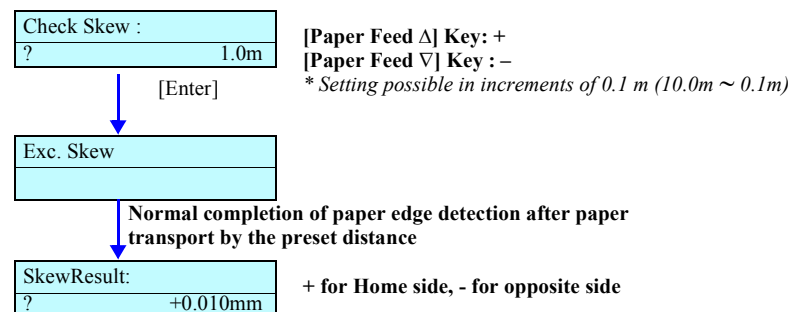 Check Skew :
? 1.0m
[Paper Feed ∆] Key: +
[Paper Feed ∇] Key : –
* Setting possible in increments of 0.1 m (10.0m ∼ 0.1m)
[Enter]
Exc. Skew
Normal completion of paper edge detection after paper
transport by the preset distance
SkewResult:
? +0.010mm
+ for Home side, - for opposite side